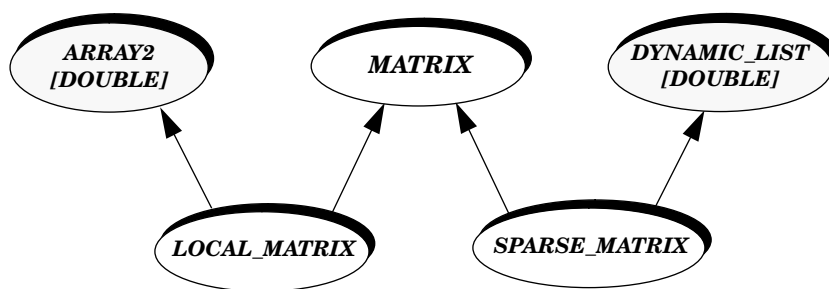 ARRAY2
[DOUBLE]
MATRIX
DYNAMIC_LIST
[DOUBLE]
LOCAL_MATRIX
SPARSE_MATRIX